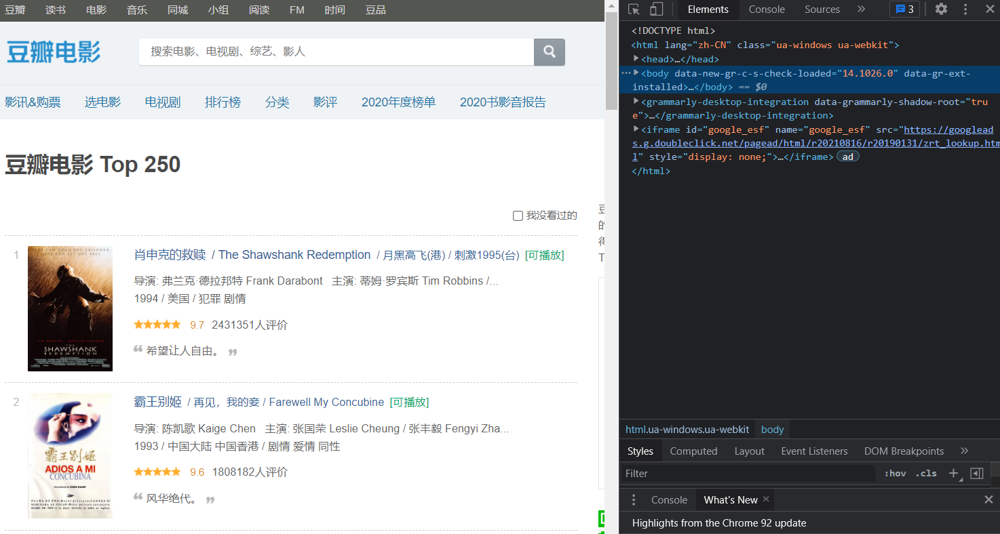 豆瓣 读书 电影 音乐 同城 小组 阅读 FM 时间 豆品
豆瓣电影
搜索电影、电视剧、综艺、影人
影讯&购票 选电影 电视剧 排行榜 分类 影评 2020年度榜单 2020书影音报告
豆瓣电影 Top 250
我没看过的
1
肖申克的救赎 / The Shawshank Redemption / 月黑高飞(港) / 刺激1995(台) [可播放]
导演: 弗兰克·德拉邦特 Frank Darabont 主演: 蒂姆·罗宾斯 Tim Robbins /...
1994 / 美国 / 犯罪 剧情
9.7 2431351人评价
“ 希望让人自由。 ”
THE
SHAWSHANK
REDEMPTION
2
霸王别姬 / 再见，我的妾 / Farewell My Concubine [可播放]
导演: 陈凯歌 Kaige Chen 主演: 张国荣 Leslie Cheung / 张丰毅 Fengyi Zha...
1993 / 中国大陆 中国香港 / 剧情 爱情 同性
9.6 1808182人评价
“ 风华绝代。 ”
霸王别姬
ADIOS A MI
CONCUBINA
的
得
T
Elements Console Sources » 3
<!DOCTYPE html>
<html lang="zh-CN" class="ua-windows ua-webkit">
<head>…</head>
<body data-new-gr-c-s-check-loaded="14.1026.0" data-gr-ext-
installed>…</body> == $0
<grammarly-desktop-integration data-grammarly-shadow-root="tru
e">…</grammarly-desktop-integration>
<iframe id="google_esf" name="google_esf" src="https://googlead
s.g.doubleclick.net/pagead/html/r20210816/r20190131/zrt_lookup.htm
l" style="display: none;">…</iframe> ad
</html>
html.ua-windows.ua-webkit body
Styles Computed Layout Event Listeners DOM Breakpoints »
Filter :hov .cls +
Console What's New ×
Highlights from the Chrome 92 update